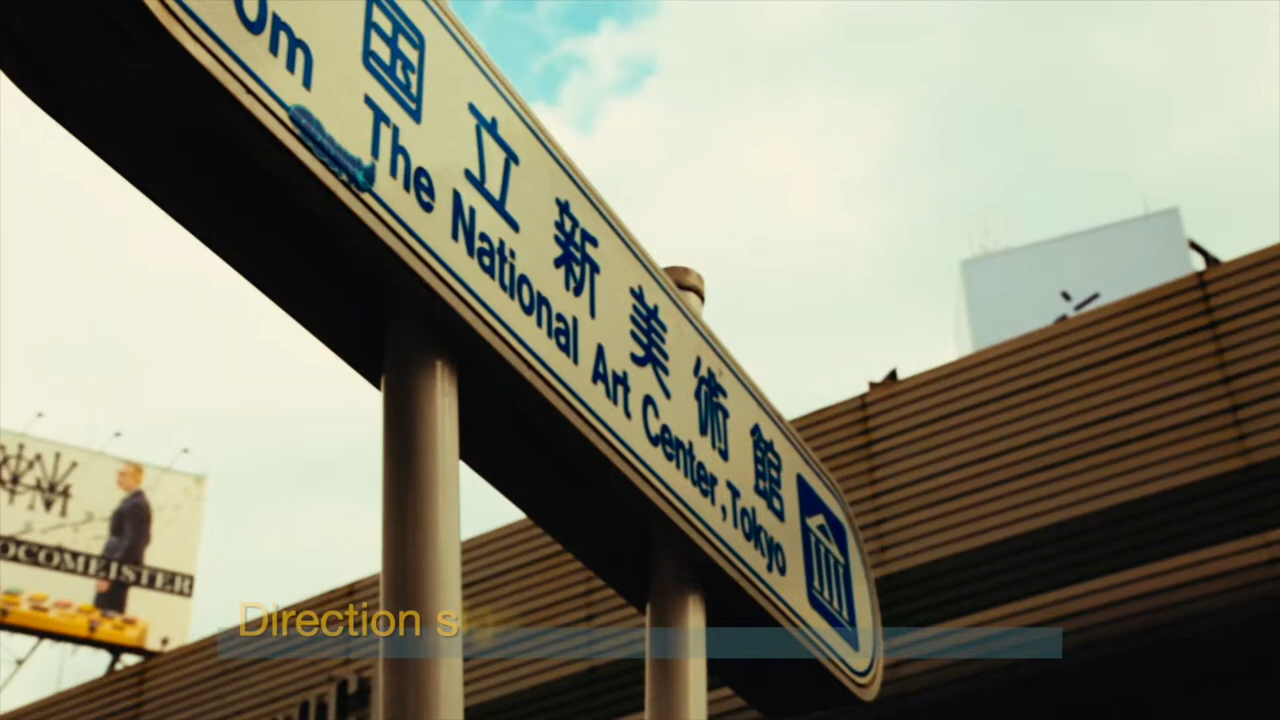 0m
国立新美術館
The National Art Center,Tokyo
OCOMEISTER
Direction s